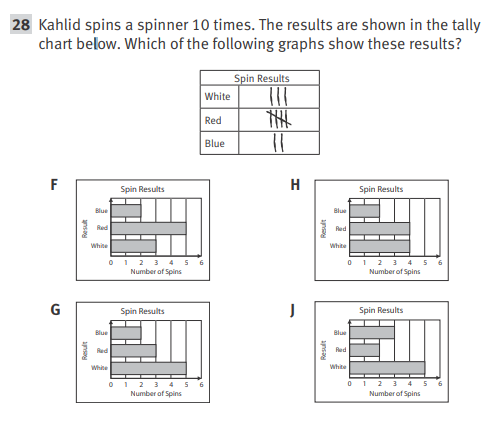 28 Kahlid spins a spinner 10 times. The results are shown in the tally
chart below. Which of the following graphs show these results?
Spin Results
White
Red
Blue
F
Spin Results
Result
Blue
Red
White
0 1 2 3 4 5 6
Number of Spins
H
Spin Results
Result
Blue
Red
White
0 1 2 3 4 5 6
Number of Spins
G
Spin Results
Result
Blue
Red
White
0 1 2 3 4 5 6
Number of Spins
J
Spin Results
Result
Blue
Red
White
0 1 2 3 4 5 6
Number of Spins